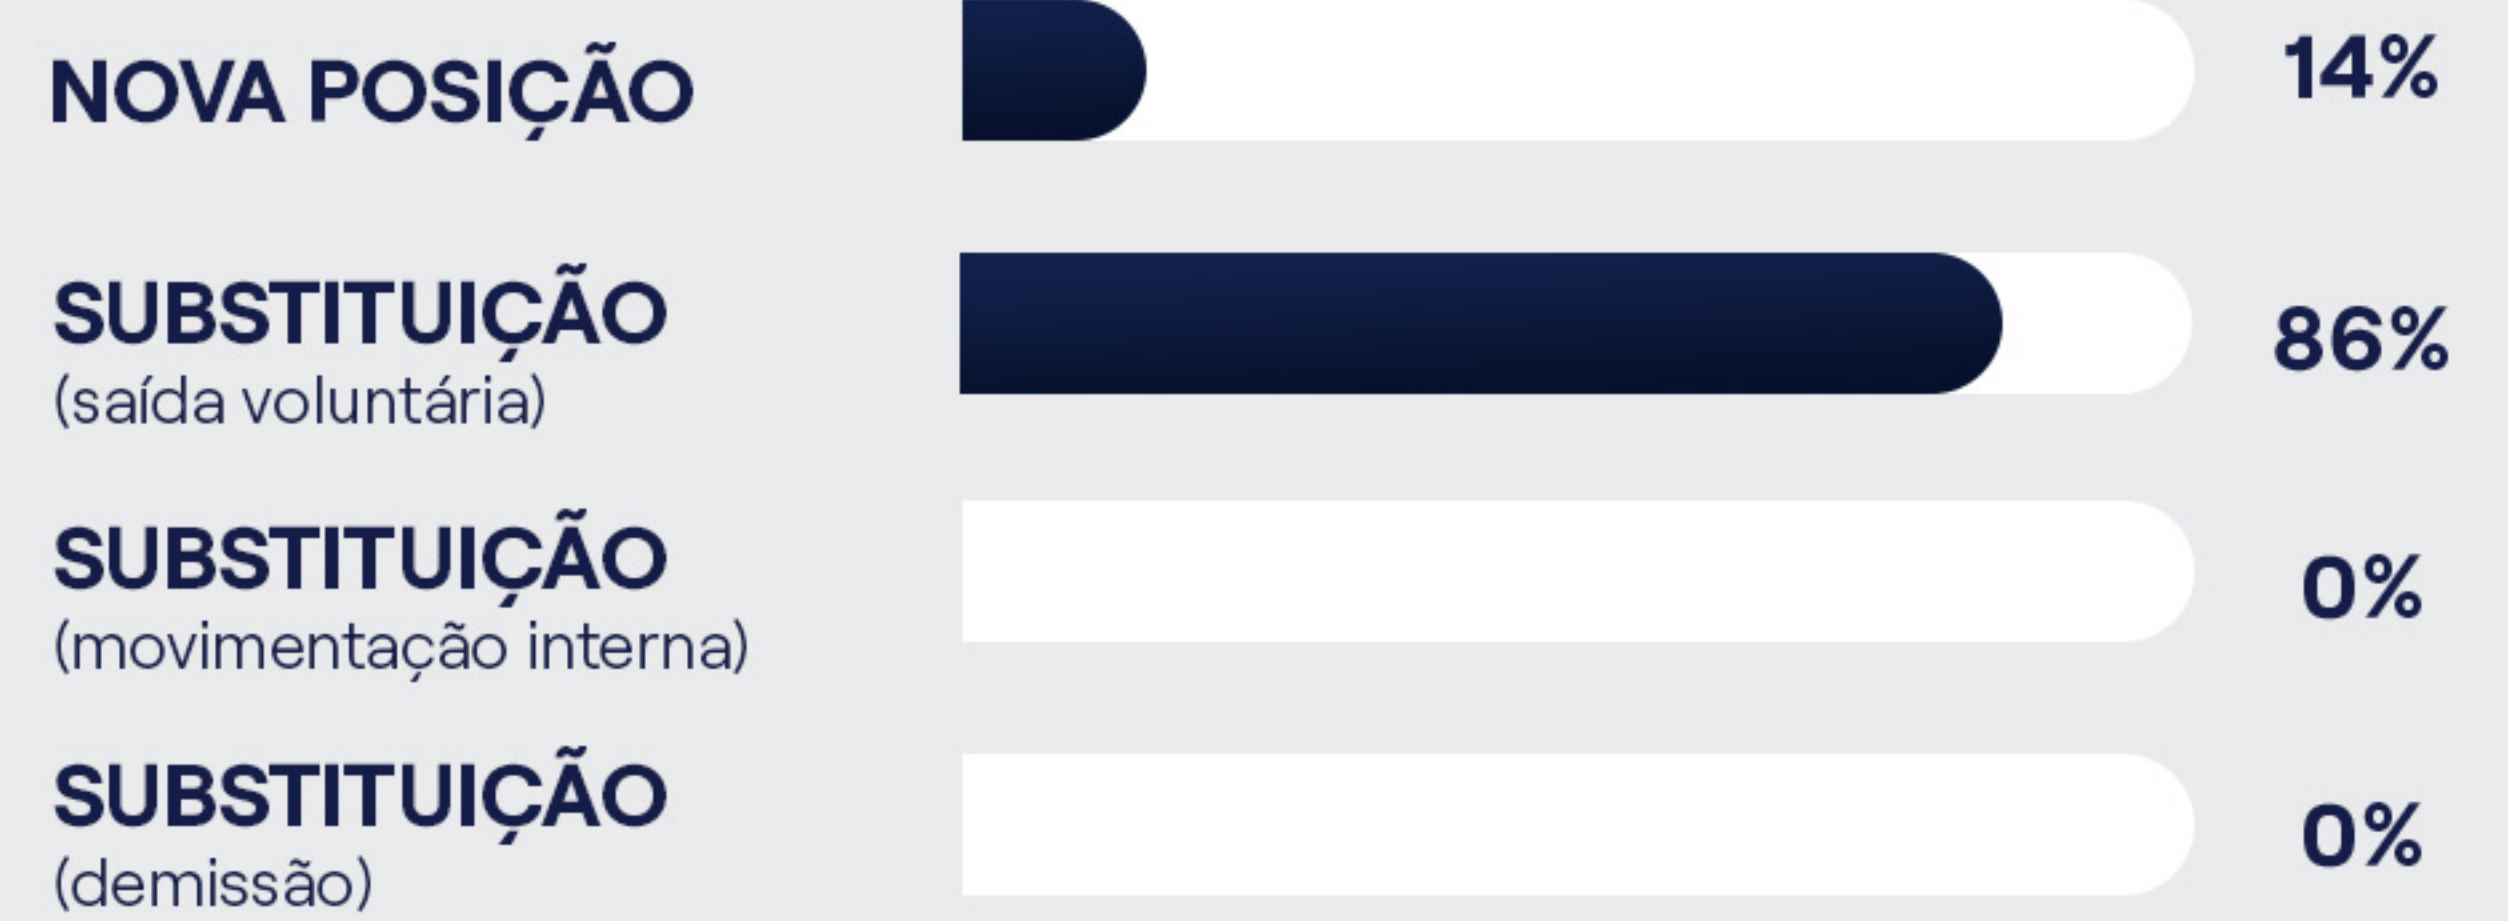 NOVA POSIÇÃO 14%
SUBSTITUIÇÃO
(saída voluntária) 86%
SUBSTITUIÇÃO
(movimentação interna) 0%
SUBSTITUIÇÃO
(demissão) 0%